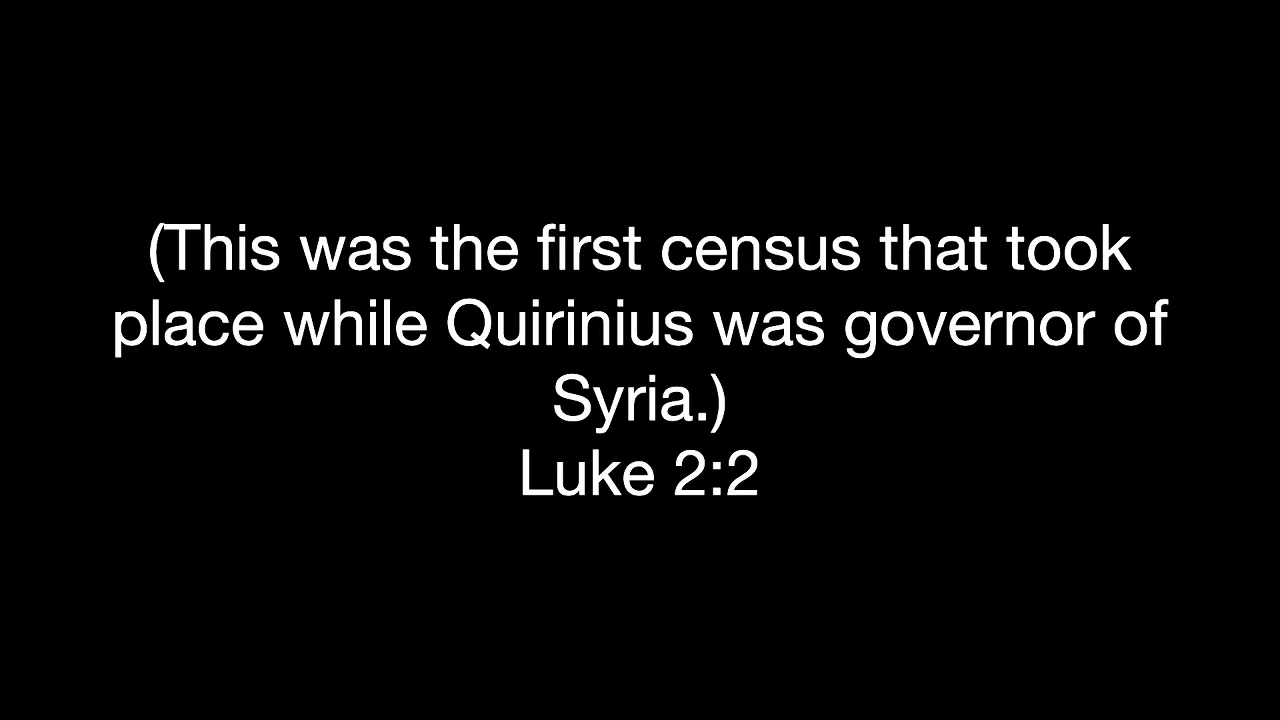 (This was the first census that took
place while Quirinius was governor of
Syria.)
Luke 2:2